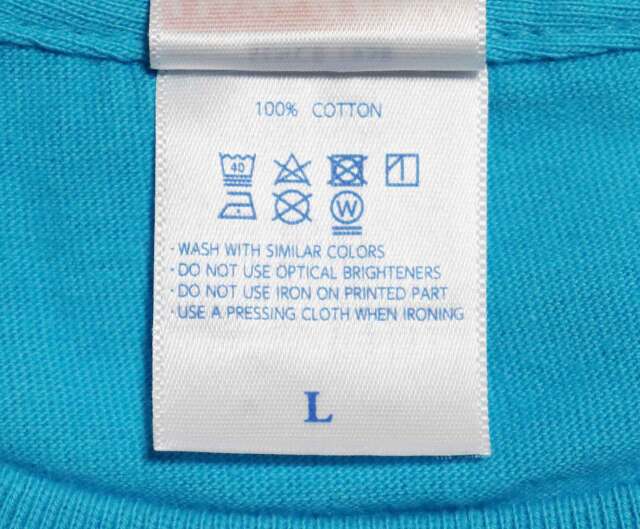 100% COTTON
40
W
· WASH WITH SIMILAR COLORS
· DO NOT USE OPTICAL BRIGHTENERS
· DO NOT USE IRON ON PRINTED PART
· USE A PRESSING CLOTH WHEN IRONING
L